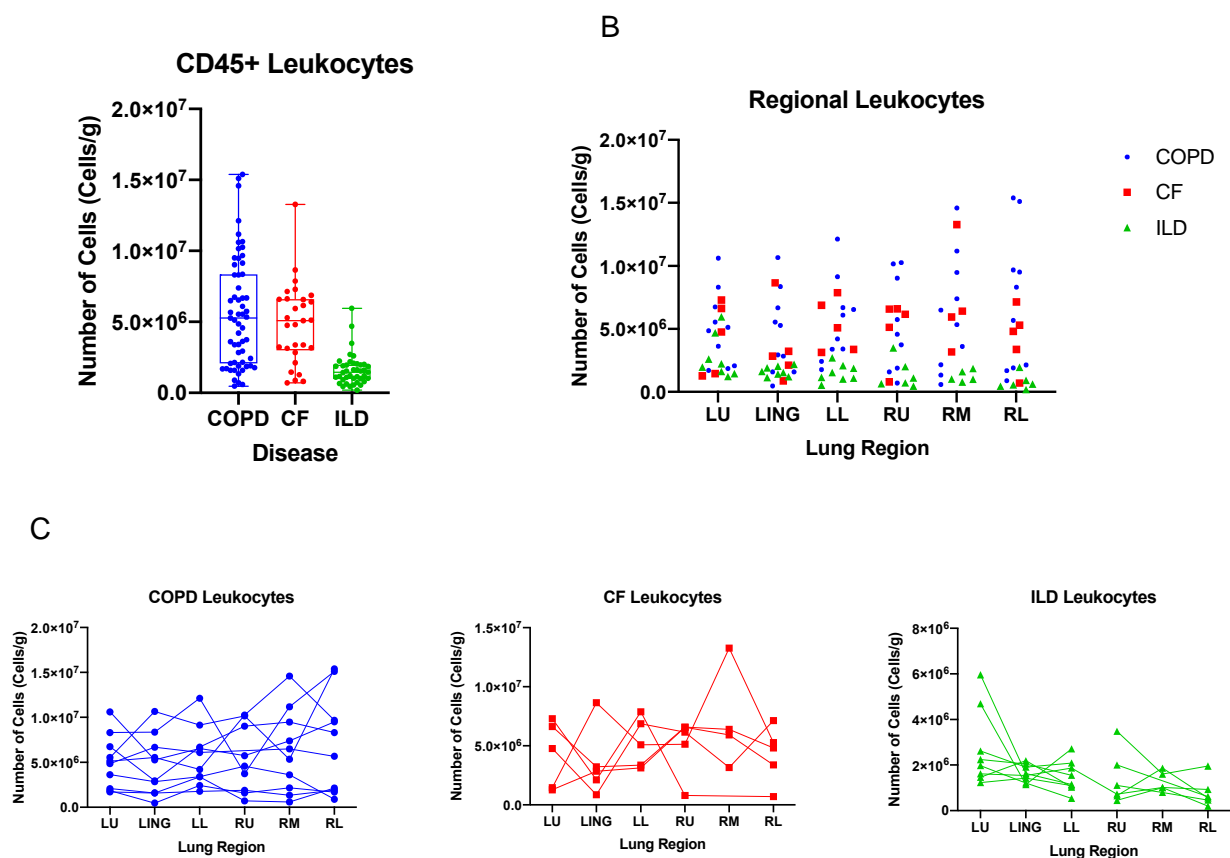 B
CD45+ Leukocytes
2.0×10⁷
1.5×10⁷
1.0×10⁷
5.0×10⁶
0.0
Number of Cells (Cells/g)
COPD CF ILD
Disease
Regional Leukocytes
2.0×10⁷
1.5×10⁷
1.0×10⁷
5.0×10⁶
0.0
Number of Cells (Cells/g)
LU LING LL RU RM RL
Lung Region
COPD
CF
ILD
C
COPD Leukocytes
2.0×10⁷
1.5×10⁷
1.0×10⁷
5.0×10⁶
0.0
Number of Cells (Cells/g)
LU LING LL RU RM RL
Lung Region
CF Leukocytes
1.5×10⁷
1.0×10⁷
5.0×10⁶
0.0
Number of Cells (Cells/g)
LU LING LL RU RM RL
Lung Region
ILD Leukocytes
8×10⁶
6×10⁶
4×10⁶
2×10⁶
0
Number of Cells (Cells/g)
LU LING LL RU RM RL
Lung Region